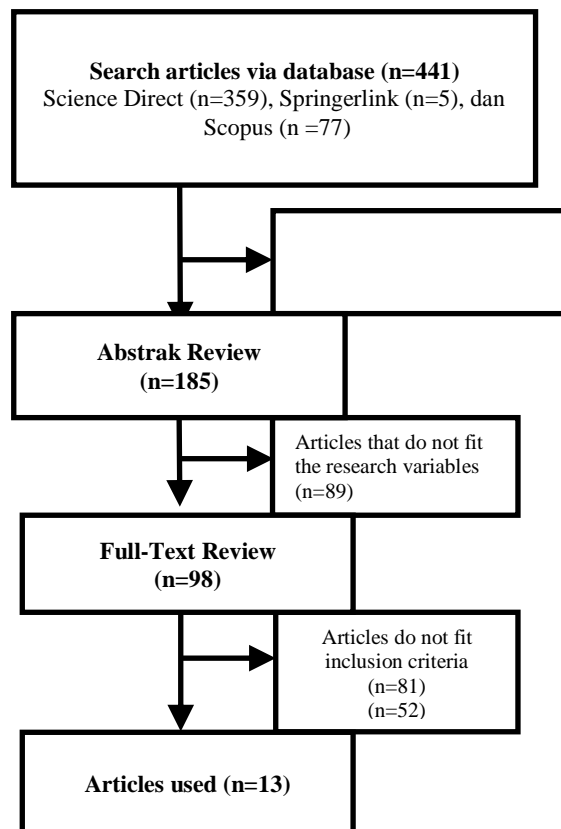 Search articles via database (n=441)
Science Direct (n=359), Springerlink (n=5), dan
Scopus (n =77)
Abstrak Review
(n=185)
Articles that do not fit
the research variables
(n=89)
Full-Text Review
(n=98)
Articles do not fit
inclusion criteria
(n=81)
(n=52)
Articles used (n=13)